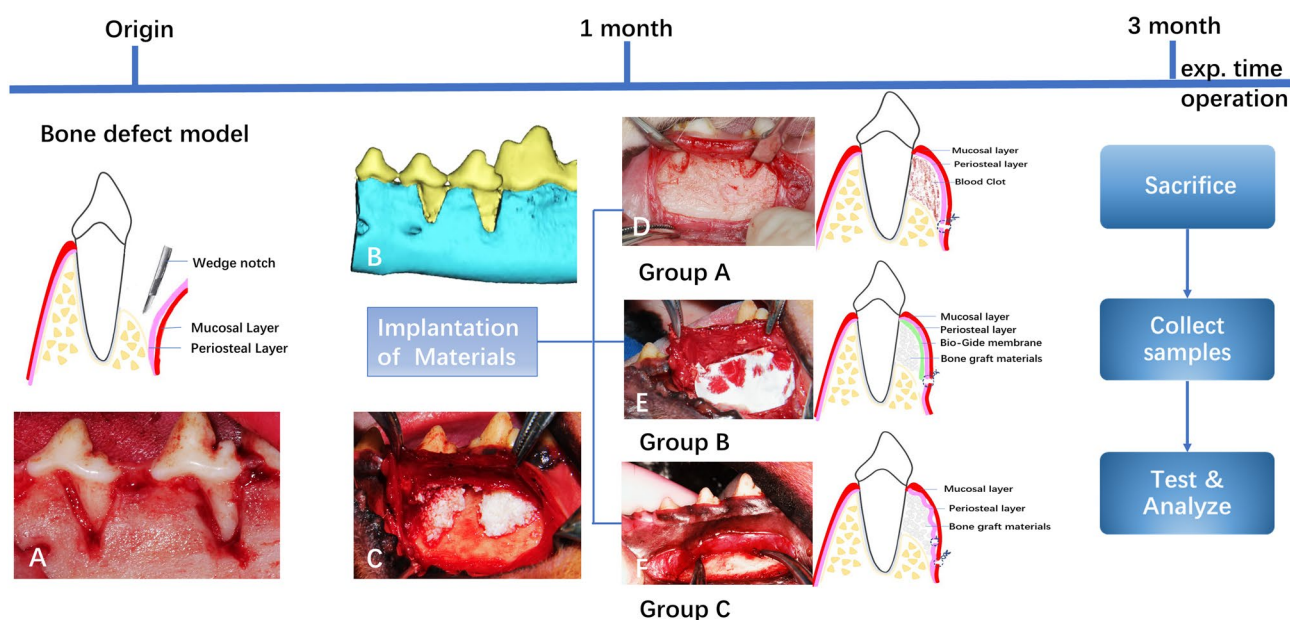 Origin
1 month
3 month
exp. time
operation
Bone defect model
Wedge notch
Mucosal Layer
Periosteal Layer
A
B
Implantation
of Materials
C
D
Group A
Mucosal layer
Periosteal layer
Blood Clot
E
Group B
Mucosal layer
Periosteal layer
Bio-Gide membrane
Bone graft materials
F
Group C
Mucosal layer
Periosteal layer
Bone graft materials
Sacrifice
Collect
samples
Test &
Analyze